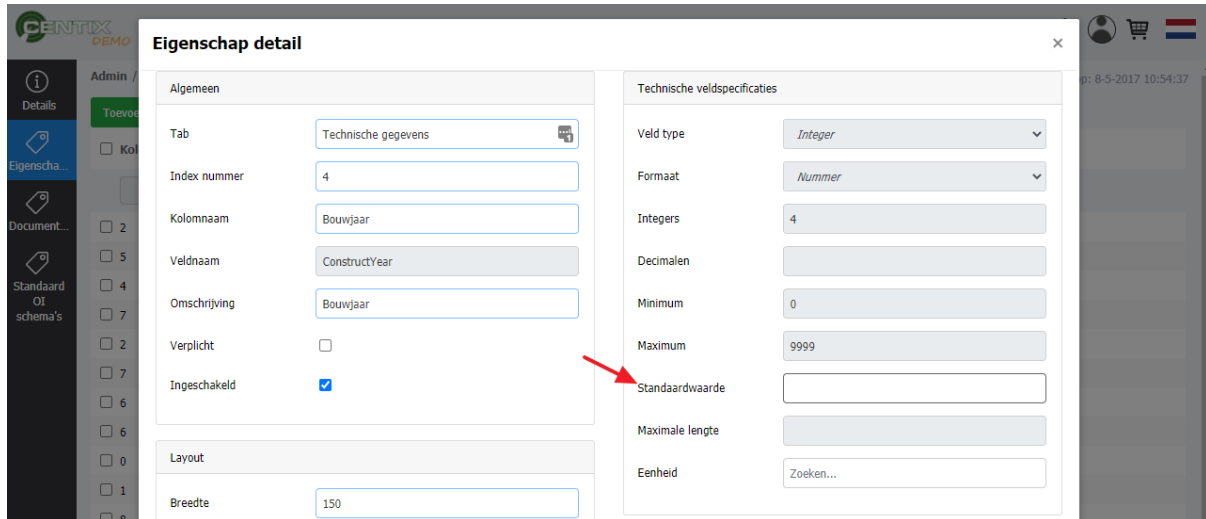 CENTIX
DEMO
Details
Eigenscha...
Document...
Standaard
OI
schema's
Admin /
p: 8-5-2017 10:54:37
Toevoe
Kol
2
5
4
7
2
7
6
6
0
1
Eigenschap detail
×
Algemeen
Tab Technische gegevens 1
Index nummer 4
Kolomnaam Bouwjaar
Veldnaam ConstructYear
Omschrijving Bouwjaar
Verplicht
Ingeschakeld
Layout
Breedte 150
Technische veldspecificaties
Veld type Integer
Formaat Nummer
Integers 4
Decimalen
Minimum 0
Maximum 9999
Standaardwaarde
Maximale lengte
Eenheid Zoeken...